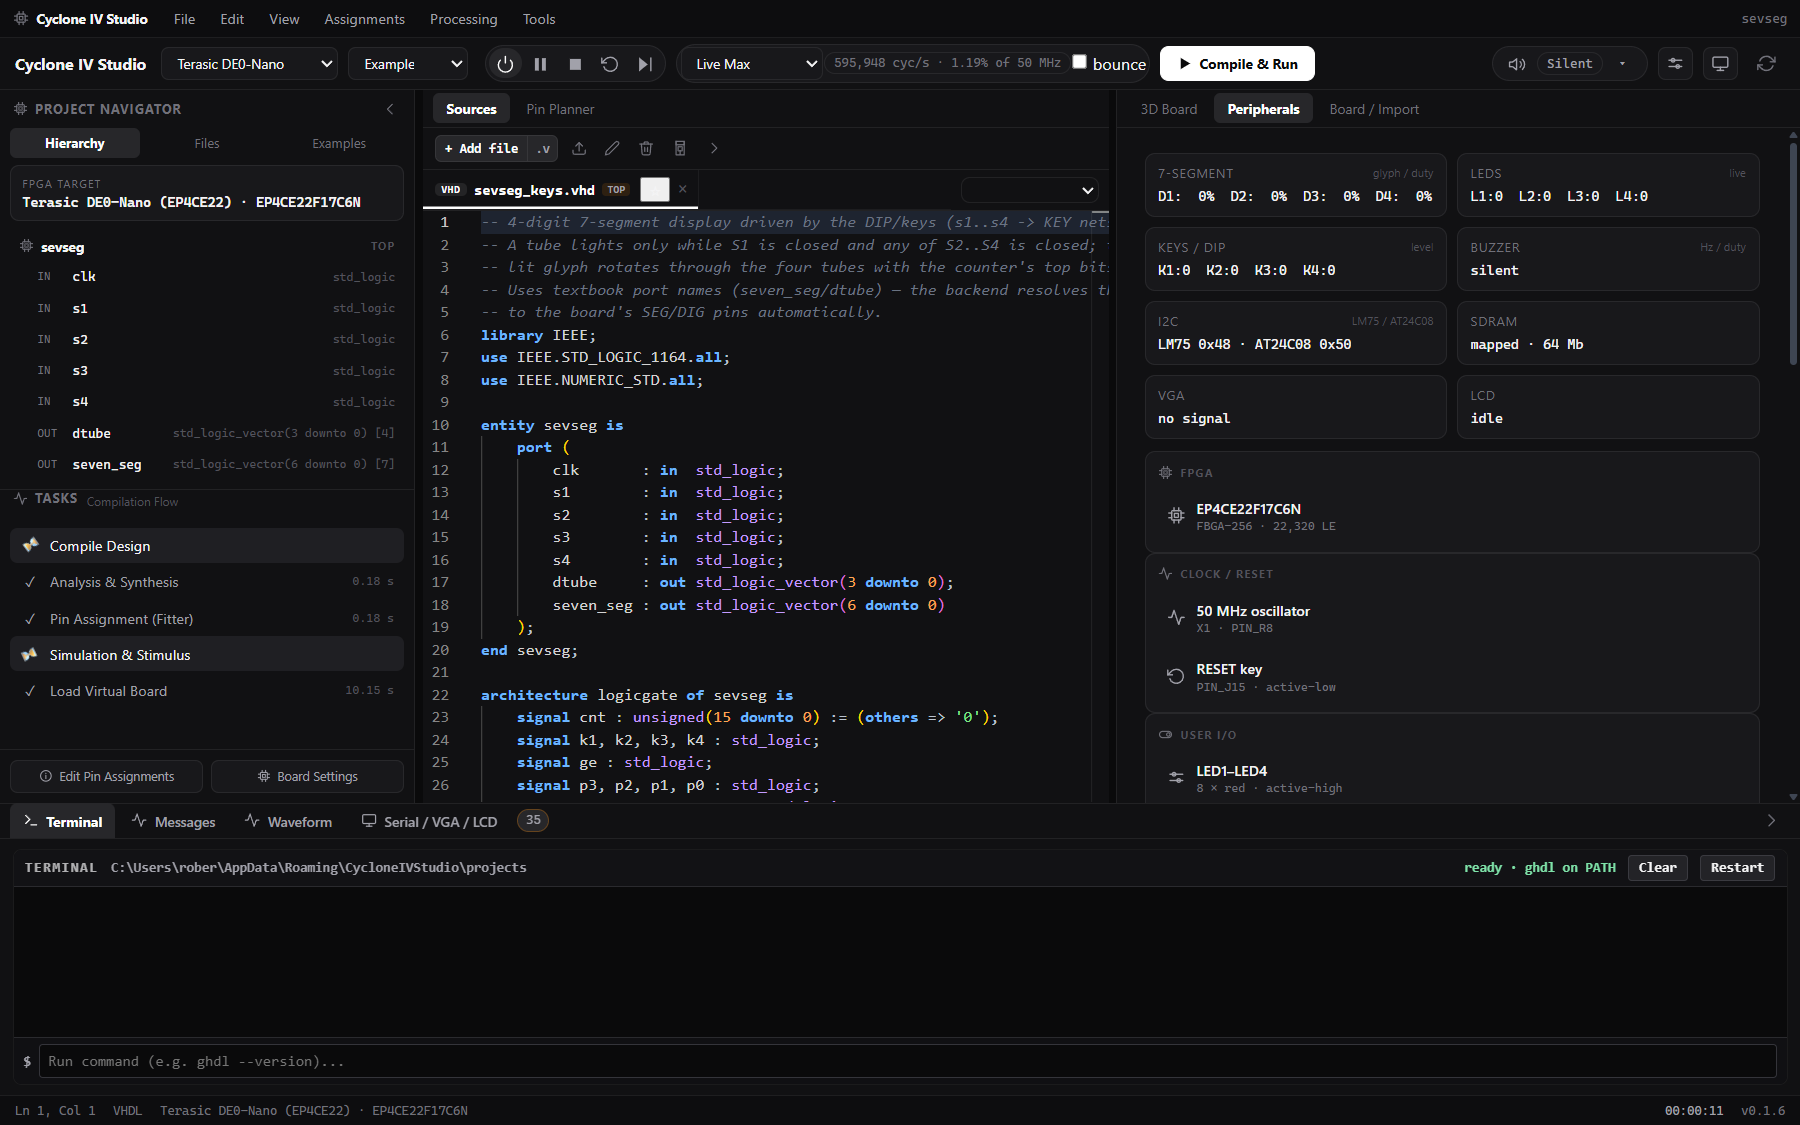 Cyclone IV Studio File Edit View Assignments Processing Tools sevseg
Cyclone IV Studio Terasic DE0-Nano Example Live Max 595,948 cyc/s · 1.19% of 50 MHz bounce Compile & Run Silent
PROJECT NAVIGATOR
Hierarchy Files Examples
FPGA TARGET
Terasic DE0-Nano (EP4CE22) · EP4CE22F17C6N
sevseg TOP
IN clk std_logic
IN s1 std_logic
IN s2 std_logic
IN s3 std_logic
IN s4 std_logic
OUT dtube std_logic_vector(3 downto 0) [4]
OUT seven_seg std_logic_vector(6 downto 0) [7]
TASKS Compilation Flow
Compile Design
✓ Analysis & Synthesis 0.18 s
✓ Pin Assignment (Fitter) 0.18 s
Simulation & Stimulus
✓ Load Virtual Board 10.15 s
Edit Pin Assignments Board Settings
Sources Pin Planner
+ Add file .v
VHD sevseg_keys.vhd TOP ×
1 -- 4-digit 7-segment display driven by the DIP/keys (s1..s4 -> KEY net
2 -- A tube lights only while S1 is closed and any of S2..S4 is closed;
3 -- lit glyph rotates through the four tubes with the counter's top bit
4 -- Uses textbook port names (seven_seg/dtube) — the backend resolves t
5 -- to the board's SEG/DIG pins automatically.
6 library IEEE;
7 use IEEE.STD_LOGIC_1164.all;
8 use IEEE.NUMERIC_STD.all;
9
10 entity sevseg is
11 port (
12 clk : in std_logic;
13 s1 : in std_logic;
14 s2 : in std_logic;
15 s3 : in std_logic;
16 s4 : in std_logic;
17 dtube : out std_logic_vector(3 downto 0);
18 seven_seg : out std_logic_vector(6 downto 0)
19 );
20 end sevseg;
21
22 architecture logicgate of sevseg is
23 signal cnt : unsigned(15 downto 0) := (others => '0');
24 signal k1, k2, k3, k4 : std_logic;
25 signal ge : std_logic;
26 signal p3, p2, p1, p0 : std_logic;
3D Board Peripherals Board / Import
7-SEGMENT glyph / duty
D1: 0% D2: 0% D3: 0% D4: 0%
LEDS live
L1:0 L2:0 L3:0 L4:0
KEYS / DIP level
K1:0 K2:0 K3:0 K4:0
BUZZER Hz / duty
silent
I2C LM75 / AT24C08
LM75 0x48 · AT24C08 0x50
SDRAM
mapped · 64 Mb
VGA
no signal
LCD
idle
FPGA
EP4CE22F17C6N
FBGA-256 · 22,320 LE
CLOCK / RESET
50 MHz oscillator
X1 · PIN_R8
RESET key
PIN_J15 · active-low
USER I/O
LED1–LED4
8 × red · active-high
Terminal Messages Waveform Serial / VGA / LCD 35
TERMINAL C:\Users\rober\AppData\Roaming\CycloneIVStudio\projects ready · ghdl on PATH Clear Restart
$ Run command (e.g. ghdl --version)...
Ln 1, Col 1 VHDL Terasic DE0-Nano (EP4CE22) · EP4CE22F17C6N 00:00:11 v0.1.6